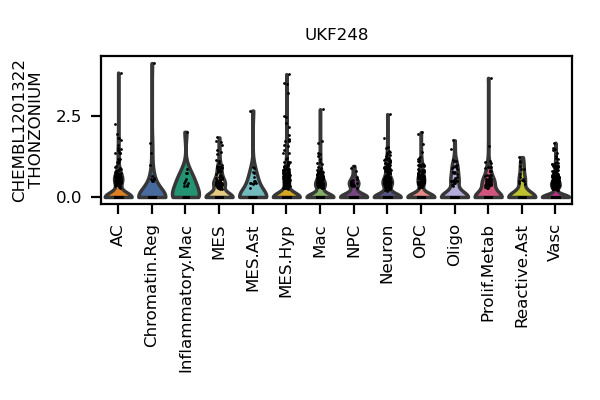 UKF248
CHEMBL1201322
THONZONIUM
2.5
0.0
AC
Chromatin.Reg
Inflammatory.Mac
MES
MES.Ast
MES.Hyp
Mac
NPC
Neuron
OPC
Oligo
Prolif.Metab
Reactive.Ast
Vasc